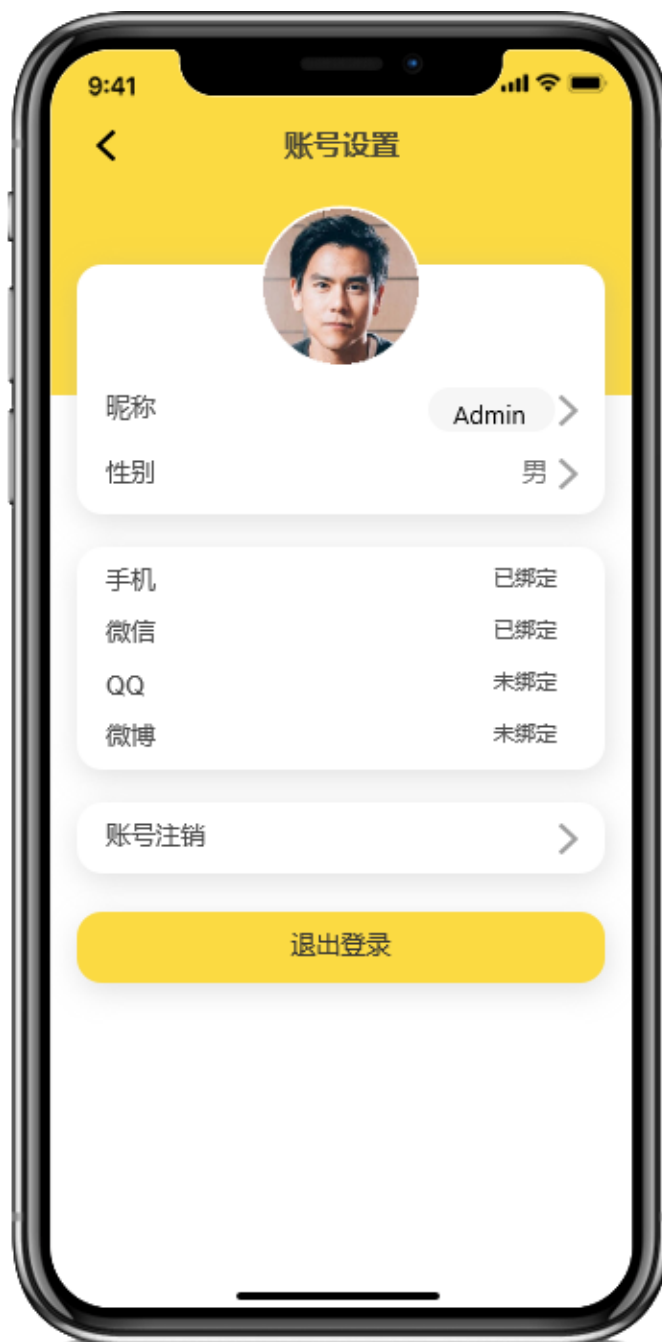 9:41
账号设置
昵称 Admin
性别 男
手机 已绑定
微信 已绑定
QQ 未绑定
微博 未绑定
账号注销
退出登录